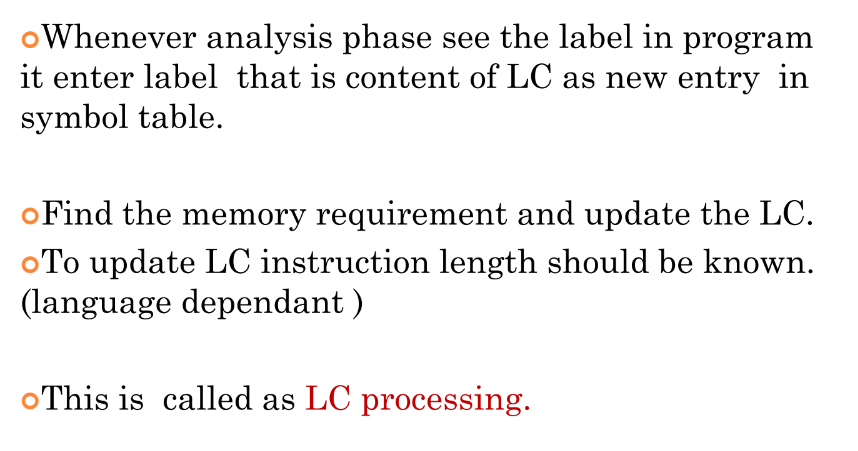 Whenever analysis phase see the label in program
it enter label  that is content of LC as new entry  in
symbol table.
Find the memory requirement and update the LC.
To update LC instruction length should be known.
(language dependant )
This is  called as LC processing.